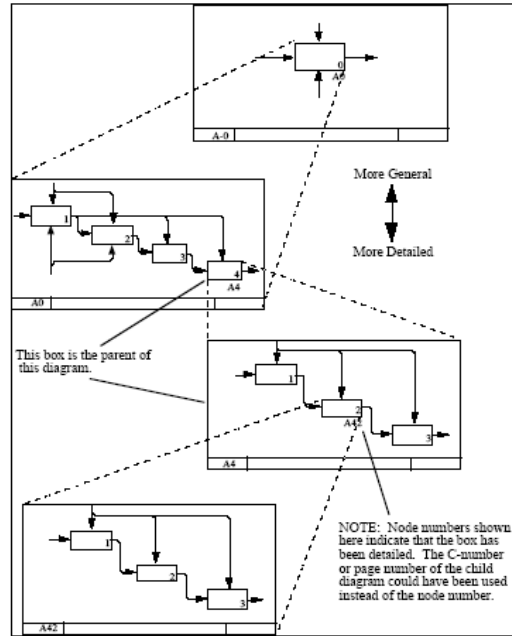 0
A0
A-0
More General
More Detailed
1
2
3
4
A4
A0
This box is the parent of
this diagram.
1
2
A42
3
A4
NOTE: Node numbers shown
here indicate that the box has
been detailed. The C-number
or page number of the child
diagram could have been used
instead of the node number.
1
2
3
A42